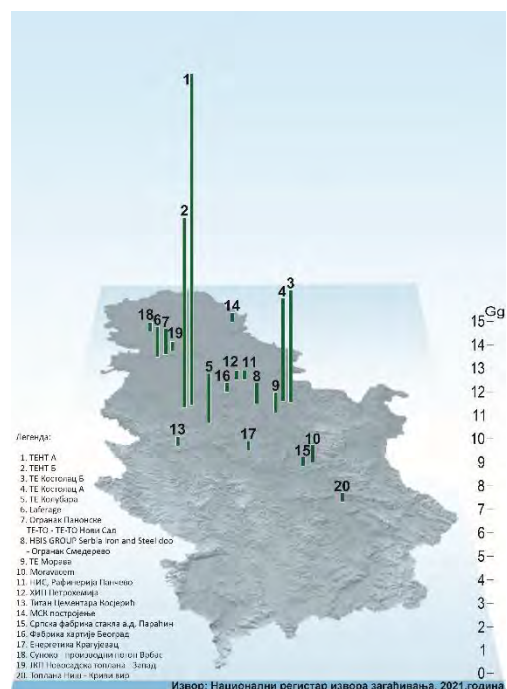 1
2
3
4
14
18
6
7
19
5
12
11
16
8
9
13
17
10
15
20
Gg
15
14
13
12
11
10
9
8
7
6
5
4
3
2
1
0
Легенда:
1. ТЕНТ А
2. ТЕНТ Б
3. ТЕ Костолац Б
4. ТЕ Костолац А
5. ТЕ Колубара
6. Laferage
7. Огранак Панонске
ТЕ-ТО - ТЕ-ТО Нови Сад
8. HBIS GROUP Serbia Iron and Steel doo
- Огранак Смедерево
9. ТЕ Морава
10. Moravacem
11. НИС, Рафинерија Панчево
12. ХИП Петрохемија
13. Титан Цементара Косјерић
14. МСК постројење
15. Српска фабрика стакла а.д. Параћин
16. Фабрика хартије Београд
17. Енергетика Крагујевац
18. Суноко - производни погон Врбас
19. ЈКП Новосадска топлана - Запад
20. Топлана Ниш - Криви вир
Извор: Национални регистар извора загађивања, 2021.година